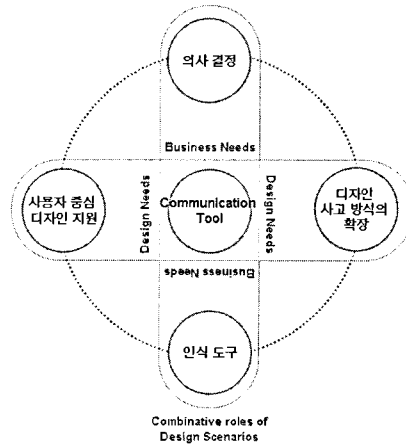 의사 결정
Business Needs
사용자 중심
디자인 지원
Design Needs
Communication
Tool
Design Needs
디자인
사고 방식의
확장
Business Needs
인식 도구
Combinative roles of
Design Scenarios